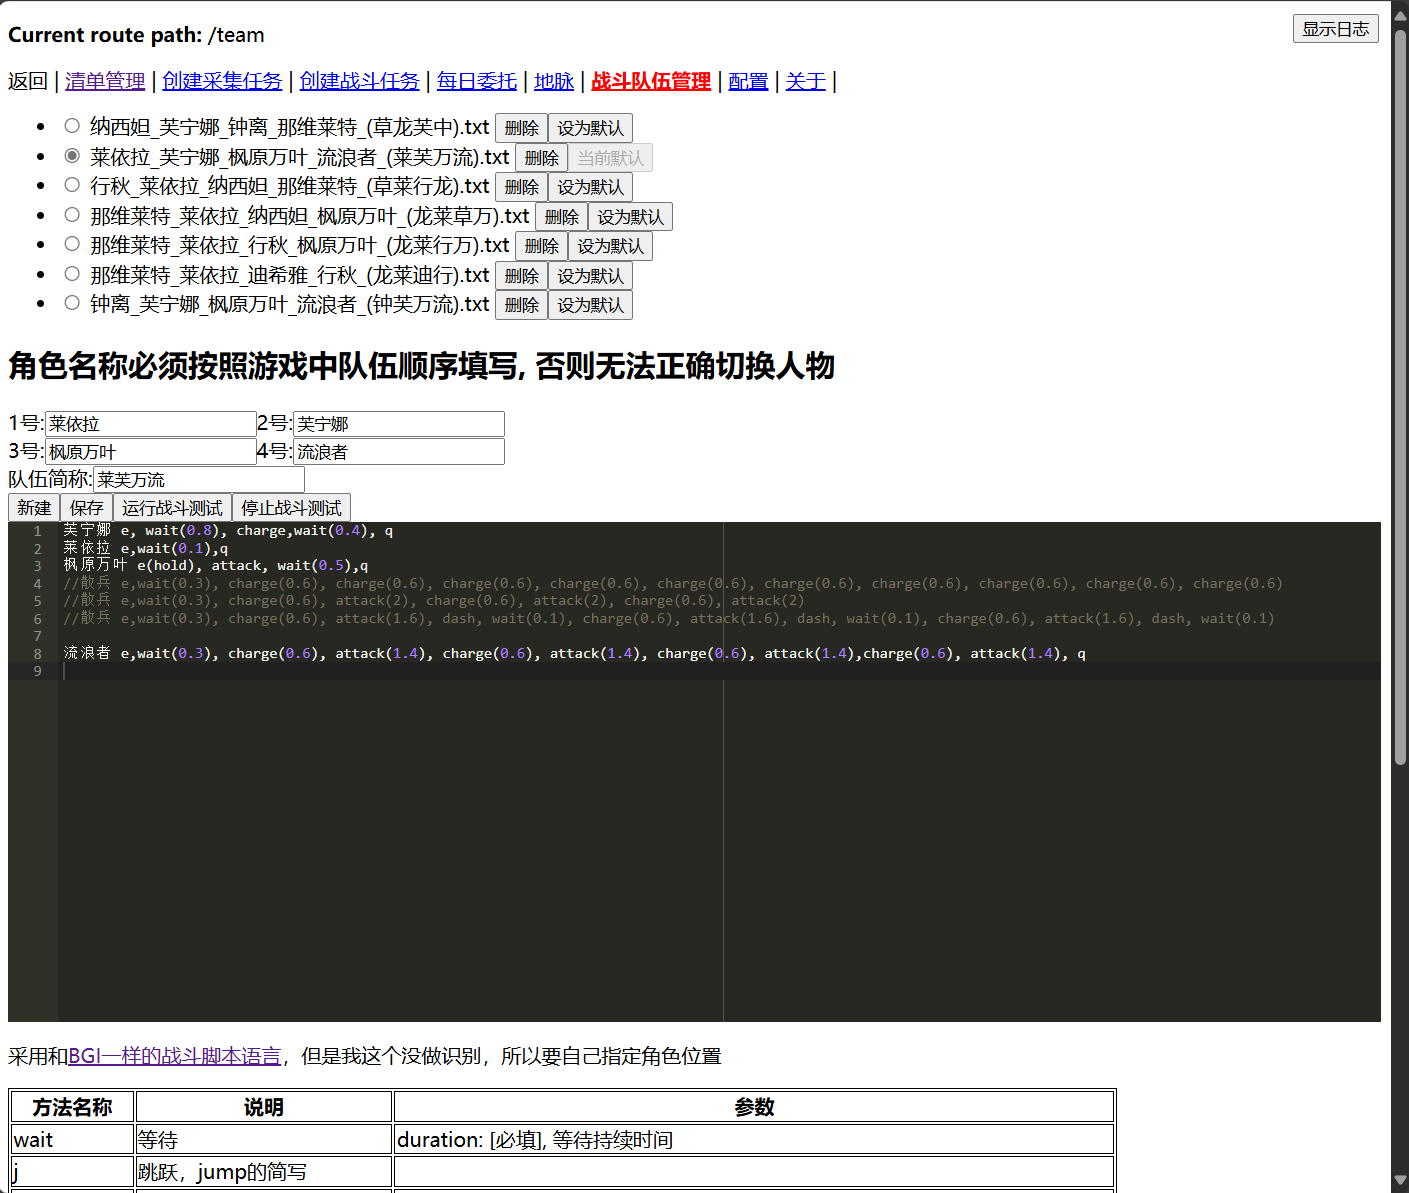 Current route path: /team
显示日志
返回 | 清单管理 | 创建采集任务 | 创建战斗任务 | 每日委托 | 地脉 | 战斗队伍管理 | 配置 | 关于 |
纳西妲_芙宁娜_钟离_那维莱特_(草龙芙中).txt 删除 设为默认
莱依拉_芙宁娜_枫原万叶_流浪者_(莱芙万流).txt 删除 当前默认
行秋_莱依拉_纳西妲_那维莱特_(草莱行龙).txt 删除 设为默认
那维莱特_莱依拉_纳西妲_枫原万叶_(龙莱草万).txt 删除 设为默认
那维莱特_莱依拉_行秋_枫原万叶_(龙莱行万).txt 删除 设为默认
那维莱特_莱依拉_迪希雅_行秋_(龙莱迪行).txt 删除 设为默认
钟离_芙宁娜_枫原万叶_流浪者_(钟芙万流).txt 删除 设为默认
角色名称必须按照游戏中队伍顺序填写, 否则无法正确切换人物
1号: 莱依拉 2号: 芙宁娜
3号: 枫原万叶 4号: 流浪者
队伍简称: 莱芙万流
新建 保存 运行战斗测试 停止战斗测试
1 芙宁娜 e, wait(0.8), charge,wait(0.4), q
2 莱依拉 e,wait(0.1),q
3 枫原万叶 e(hold), attack, wait(0.5),q
4 //散兵 e,wait(0.3), charge(0.6), charge(0.6), charge(0.6), charge(0.6), charge(0.6), charge(0.6), charge(0.6), charge(0.6), charge(0.6), charge(0.6)
5 //散兵 e,wait(0.3), charge(0.6), attack(2), charge(0.6), attack(2), charge(0.6), attack(2)
6 //散兵 e,wait(0.3), charge(0.6), attack(1.6), dash, wait(0.1), charge(0.6), attack(1.6), dash, wait(0.1), charge(0.6), attack(1.6), dash, wait(0.1)
7
8 流浪者 e,wait(0.3), charge(0.6), attack(1.4), charge(0.6), attack(1.4), charge(0.6), attack(1.4),charge(0.6), attack(1.4), q
9
采用和BGI一样的战斗脚本语言，但是我这个没做识别，所以要自己指定角色位置
方法名称 说明 参数
wait 等待 duration: [必填], 等待持续时间
j 跳跃，jump的简写